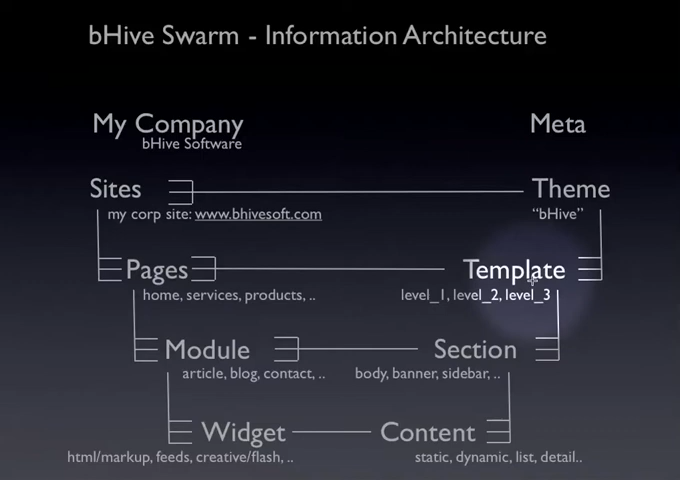 bHive Swarm - Information Architecture
My Company
bHive Software
Meta
Sites
Theme
my corp site: www.bhivesoft.com
"bHive"
Pages
Template
home, services, products, ..
level_1, level_2, level_3
Module
Section
article, blog, contact, ..
body, banner, sidebar, ..
Widget
Content
html/markup, feeds, creative/flash, ..
static, dynamic, list, detail..